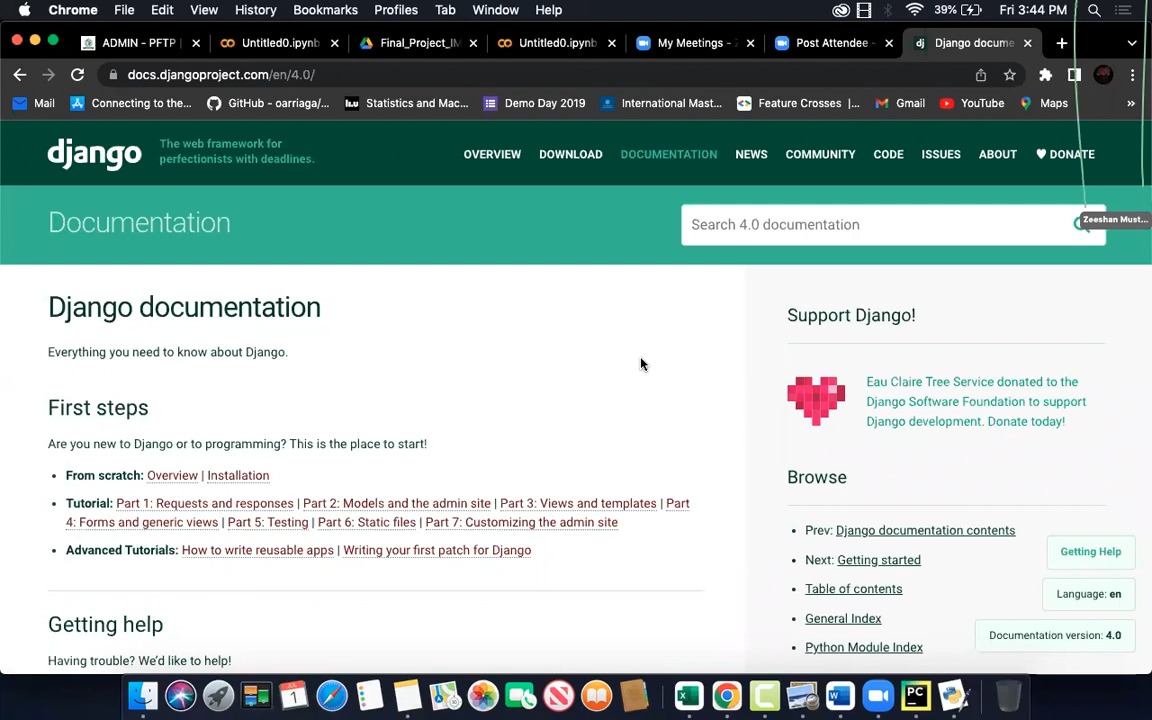 Chrome File Edit View History Bookmarks Profiles Tab Window Help 39% Fri 3:44 PM
ADMIN - PFTP | Untitled0.ipynb Final_Project_IM Untitled0.ipynb My Meetings - Z Post Attendee - Django docume
docs.djangoproject.com/en/4.0/
Mail Connecting to the... GitHub - oarriaga/... Statistics and Mac... Demo Day 2019 International Mast... Feature Crosses |... Gmail YouTube Maps »
django The web framework for
perfectionists with deadlines.
OVERVIEW DOWNLOAD DOCUMENTATION NEWS COMMUNITY CODE ISSUES ABOUT ♥ DONATE
Documentation
Search 4.0 documentation
Zeeshan Must...
Django documentation
Everything you need to know about Django.
First steps
Are you new to Django or to programming? This is the place to start!
• From scratch: Overview | Installation
• Tutorial: Part 1: Requests and responses | Part 2: Models and the admin site | Part 3: Views and templates | Part
4: Forms and generic views | Part 5: Testing | Part 6: Static files | Part 7: Customizing the admin site
• Advanced Tutorials: How to write reusable apps | Writing your first patch for Django
Getting help
Having trouble? We'd like to help!
Support Django!
Eau Claire Tree Service donated to the
Django Software Foundation to support
Django development. Donate today!
Browse
• Prev: Django documentation contents
• Next: Getting started
• Table of contents
• General Index
• Python Module Index
Getting Help
Language: en
Documentation version: 4.0
1
PC